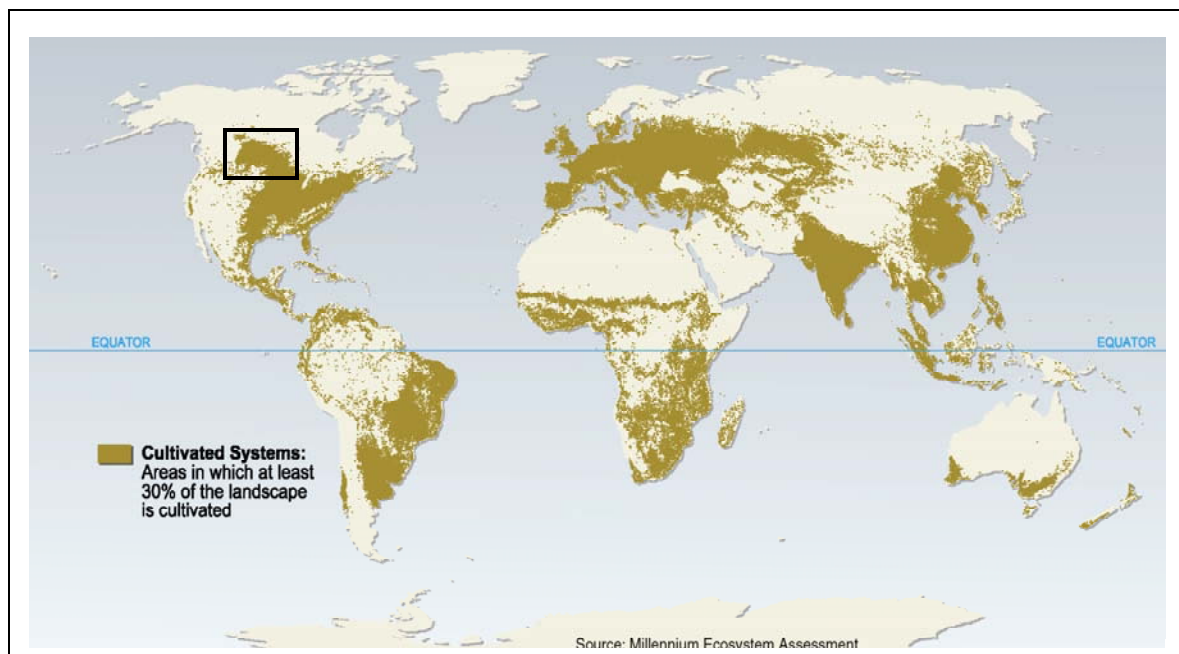 EQUATOR
EQUATOR
Cultivated Systems:
Areas in which at least
30% of the landscape
is cultivated
Source: Millennium Ecosystem Assessment